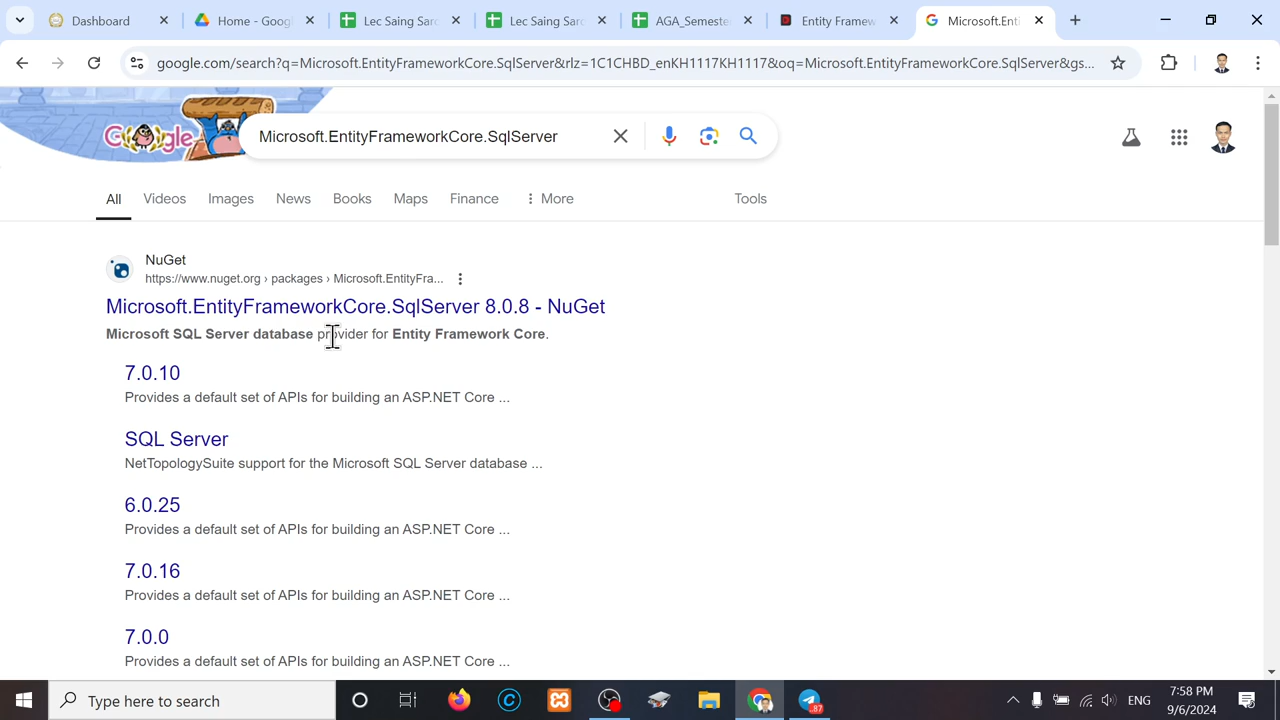 Dashboard
Home - Goog
Lec Saing Saro
Lec Saing Saro
AGA_Semeste
Entity Framew
Microsoft.Enti
google.com/search?q=Microsoft.EntityFrameworkCore.SqlServer&rlz=1C1CHBD_enKH1117KH1117&oq=Microsoft.EntityFrameworkCore.SqlServer&gs...
Google
Microsoft.EntityFrameworkCore.SqlServer
All
Videos
Images
News
Books
Maps
Finance
More
Tools
NuGet
https://www.nuget.org › packages › Microsoft.EntityFra...
Microsoft.EntityFrameworkCore.SqlServer 8.0.8 - NuGet
Microsoft SQL Server database provider for Entity Framework Core.
7.0.10
Provides a default set of APIs for building an ASP.NET Core ...
SQL Server
NetTopologySuite support for the Microsoft SQL Server database ...
6.0.25
Provides a default set of APIs for building an ASP.NET Core ...
7.0.16
Provides a default set of APIs for building an ASP.NET Core ...
7.0.0
Provides a default set of APIs for building an ASP.NET Core ...
Type here to search
87
ENG
7:58 PM
9/6/2024